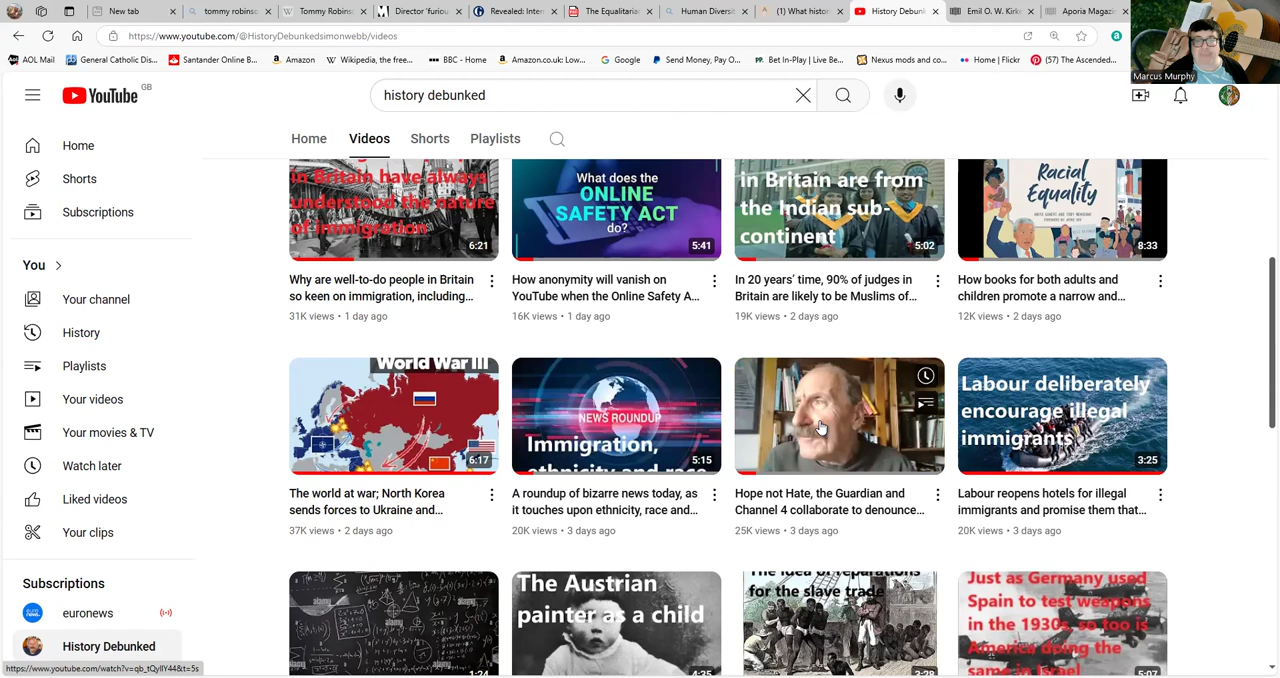 New tab
tommy robins
Tommy Robins
Director 'furiou
Revealed: Inter
The Equalitaria
Human Diversi
(1) What histor
History Debunk
Emil O. W. Kirk
Aporia Magazi
https://www.youtube.com/@HistoryDebunkedsimonwebb/videos
AOL Mail
General Catholic Dis...
Santander Online B...
Amazon
Wikipedia, the free...
BBC - Home
Amazon.co.uk: Low...
Google
Send Money, Pay O...
Bet In-Play | Live Be...
Nexus mods and co...
Home | Flickr
(57) The Ascended...
Marcus Murphy
YouTube GB
history debunked
Home
Videos
Shorts
Playlists
Home
Shorts
Subscriptions
You
Your channel
History
Playlists
Your videos
Your movies & TV
Watch later
Liked videos
Your clips
Subscriptions
euronews
History Debunked
in Britain have always
understood the nature
of immigration
6:21
Why are well-to-do people in Britain
so keen on immigration, including...
31K views • 1 day ago
What does the
ONLINE
SAFETY ACT
do?
5:41
How anonymity will vanish on
YouTube when the Online Safety A...
16K views • 1 day ago
in Britain are from
the Indian sub-
continent
5:02
In 20 years' time, 90% of judges in
Britain are likely to be Muslims of...
19K views • 2 days ago
Racial
Equality
8:33
How books for both adults and
children promote a narrow and...
12K views • 2 days ago
World War III
6:17
The world at war; North Korea
sends forces to Ukraine and...
37K views • 2 days ago
NEWS ROUNDUP
Immigration,
ethnicity and race
5:15
A roundup of bizarre news today, as
it touches upon ethnicity, race and...
20K views • 3 days ago
Hope not Hate, the Guardian and
Channel 4 collaborate to denounce...
25K views • 3 days ago
Labour deliberately
encourage illegal
immigrants
3:25
Labour reopens hotels for illegal
immigrants and promise them that...
20K views • 3 days ago
alamy
1:24
The Austrian
painter as a child
4:35
The idea of reparations
for the slave trade
3:28
Just as Germany used
Spain to test weapons
in the 1930s, so too is
America doing the
same in Israel
5:07